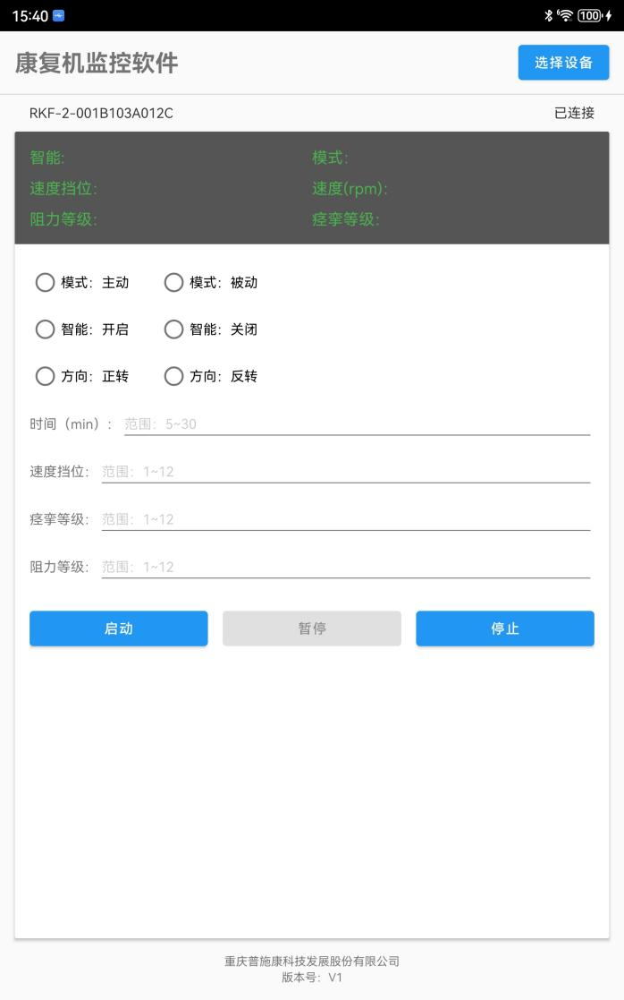 15:40 6 100
康复机监控软件 选择设备
RKF-2-001B103A012C 已连接
智能: 模式:
速度挡位: 速度(rpm):
阻力等级: 痉挛等级:
模式：主动 模式：被动
智能：开启 智能：关闭
方向：正转 方向：反转
时间（min）: 范围：5~30
速度挡位: 范围：1~12
痉挛等级: 范围：1~12
阻力等级: 范围：1~12
启动 暂停 停止
重庆普施康科技发展股份有限公司
版本号：V1